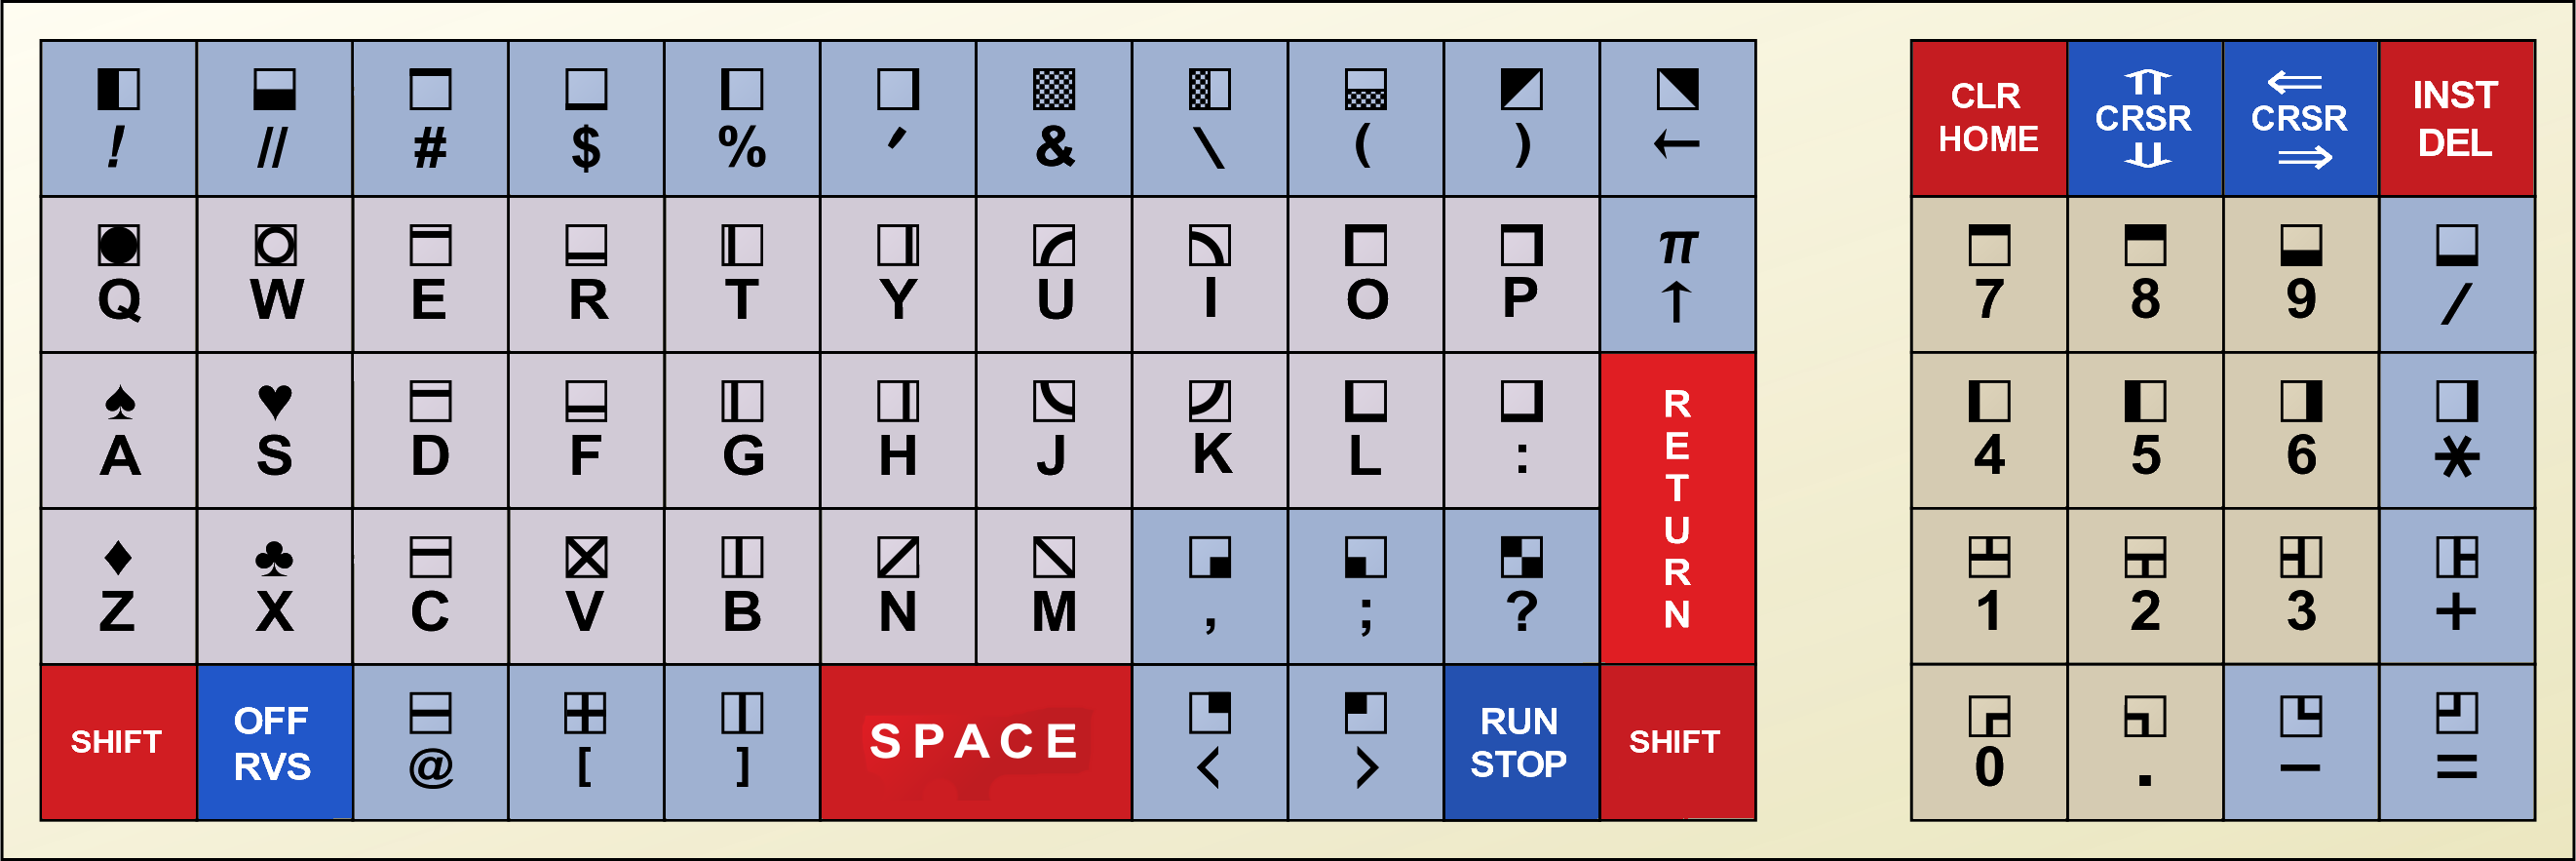 ! // # $ % ′ & \ ( ) ←
CLR HOME
⇑ CRSR ⇓
⇐ CRSR ⇒
INST DEL
Q W E R T Y U I O P π ↑
7 8 9 /
♠ ♥
A S D F G H J K L :
RETURN
4 5 6 *
♦ ♣
Z X C V B N M , ; ?
1 2 3 +
SHIFT
OFF RVS
@ [ ]
SPACE
< >
RUN STOP
SHIFT
0 . − =